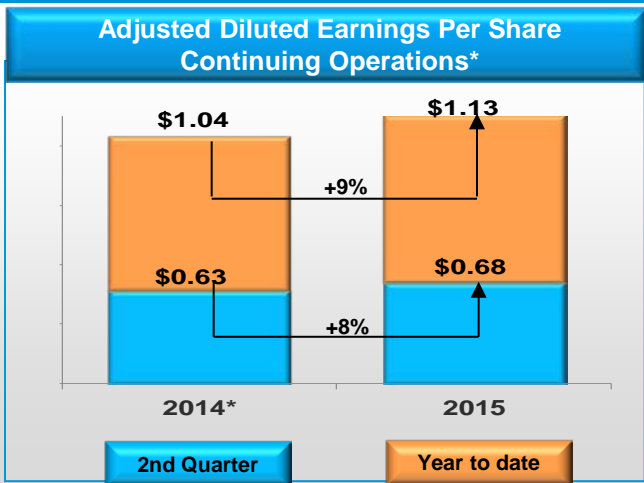 Adjusted Diluted Earnings Per Share
Continuing Operations*
$1.04
$1.13
+9%
$0.63
$0.68
+8%
2014*
2015
2nd Quarter
Year to date